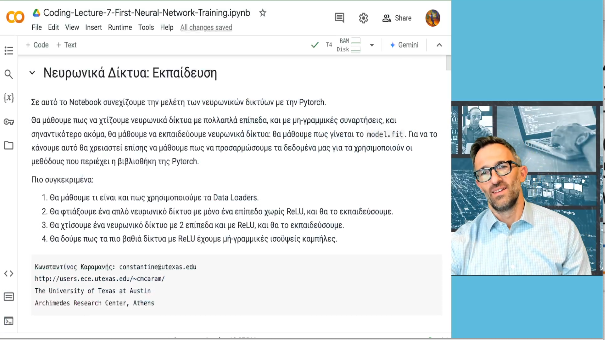 Coding-Lecture-7-First-Neural-Network-Training.ipynb
Share
File Edit View Insert Runtime Tools Help All changes saved
+ Code + Text
T4 RAM Disk Gemini
Νευρωνικά Δίκτυα: Εκπαίδευση
Σε αυτό το Notebook συνεχίζουμε την μελέτη των νευρωνικών δικτύων με την Pytorch.
Θα μάθουμε πως να χτίζουμε νευρωνικά δίκτυα με πολλαπλά επίπεδα, και με μη-γραμμικές συναρτήσεις, και
σηναντικότερο ακόμα, θα μάθουμε να εκπαιδεύουμε νευρωνικά δίκτυα: θα μάθουμε πως γίνεται το model.fit. Για να το
κάνουμε αυτό θα χρειαστεί επίσης να μάθουμε πως να προσαρμώσουμε τα δεδομένα μας για τα χρησιμοποιούν οι
μεθόδους που περιέχει η βιβλιοθήκη της Pytorch.
Πιο συγκεκριμένα:
1. Θα μάθουμε τι είναι και πως χρησιμοποιούμε τα Data Loaders.
2. Θα φτιάξουμε ένα απλό νευρωνικό δίκτυο με μόνο ένα επίπεδο χωρίς ReLU, και θα το εκπαιδεύσουμε.
3. Θα χτίσουμε ένα νευρωνικό δίκτυο με 2 επίπεδα και με ReLU, και θα το εκπαιδεύσουμε.
4. Θα δούμε πως τα πιο βαθιά δίκτυα με ReLU έχουμε μή-γραμμικές ισοϋψείς καμπύλες.
Κωνσταντίνος Καραμανής: constantine@utexas.edu
http://users.ece.utexas.edu/~cmcaram/
The University of Texas at Austin
Archimedes Research Center, Athens